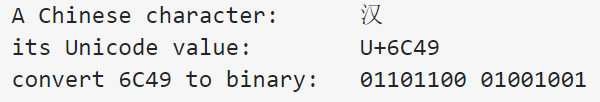 A Chinese character: 汉
its Unicode value: U+6C49
convert 6C49 to binary: 01101100 01001001